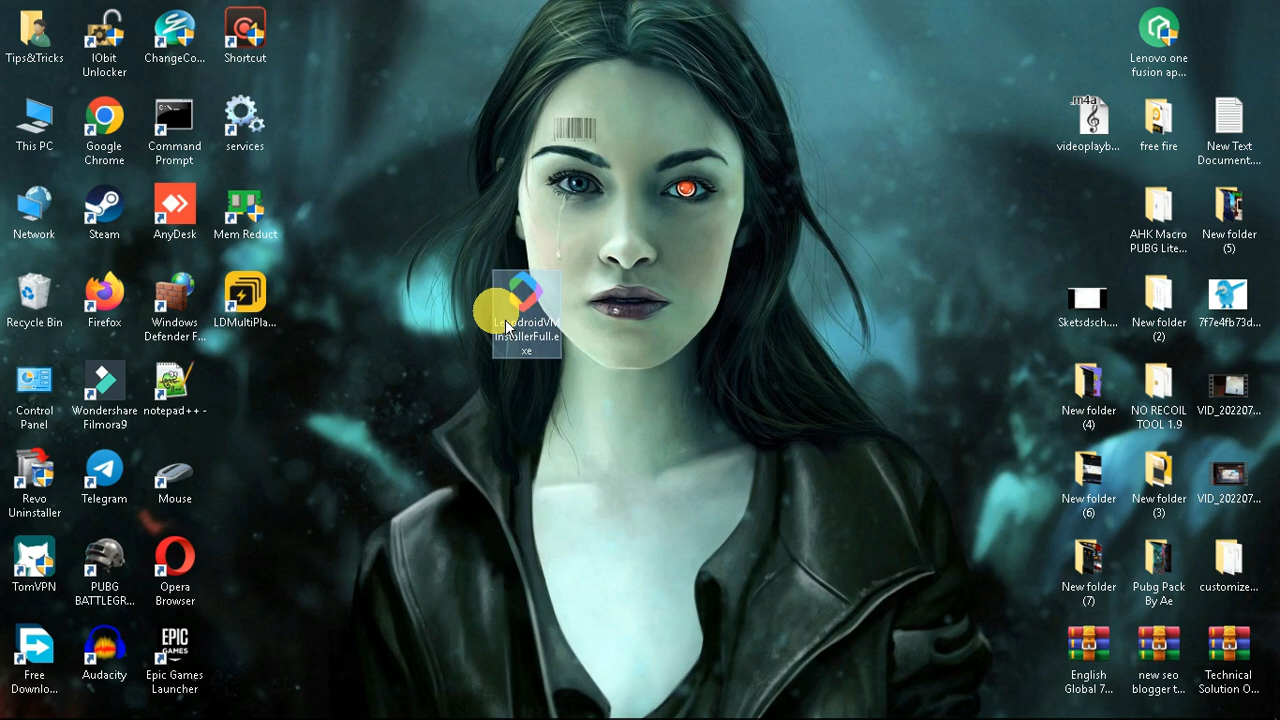 Tips&Tricks
IObit
Unlocker
ChangeCo...
Shortcut
This PC
Google
Chrome
Command
Prompt
services
Network
Steam
AnyDesk
Mem Reduct
Recycle Bin
Firefox
Windows
Defender F...
LDMultiPla...
Control
Panel
Wondershare
Filmora9
notepad++ -
Revo
Uninstaller
Telegram
Mouse
TomVPN
PUBG
BATTLEGR...
Opera
Browser
Free
Downlo...
Audacity
EPIC
GAMES
Epic Games
Launcher
InstallerFull.e
xe
Lenovo one
fusion ap...
.m4a
videoplayb...
free fire
New Text
Document....
AHK Macro
PUBG Lite...
New folder
(5)
Sketsdsch....
New folder
(2)
7f7e4fb73d...
New folder
(4)
NO RECOIL
TOOL 1.9
VID_202207...
New folder
(6)
New folder
(3)
VID_202207...
New folder
(7)
Pubg Pack
By Ae
customize...
English
Global 7...
new seo
blogger t...
Technical
Solution O...